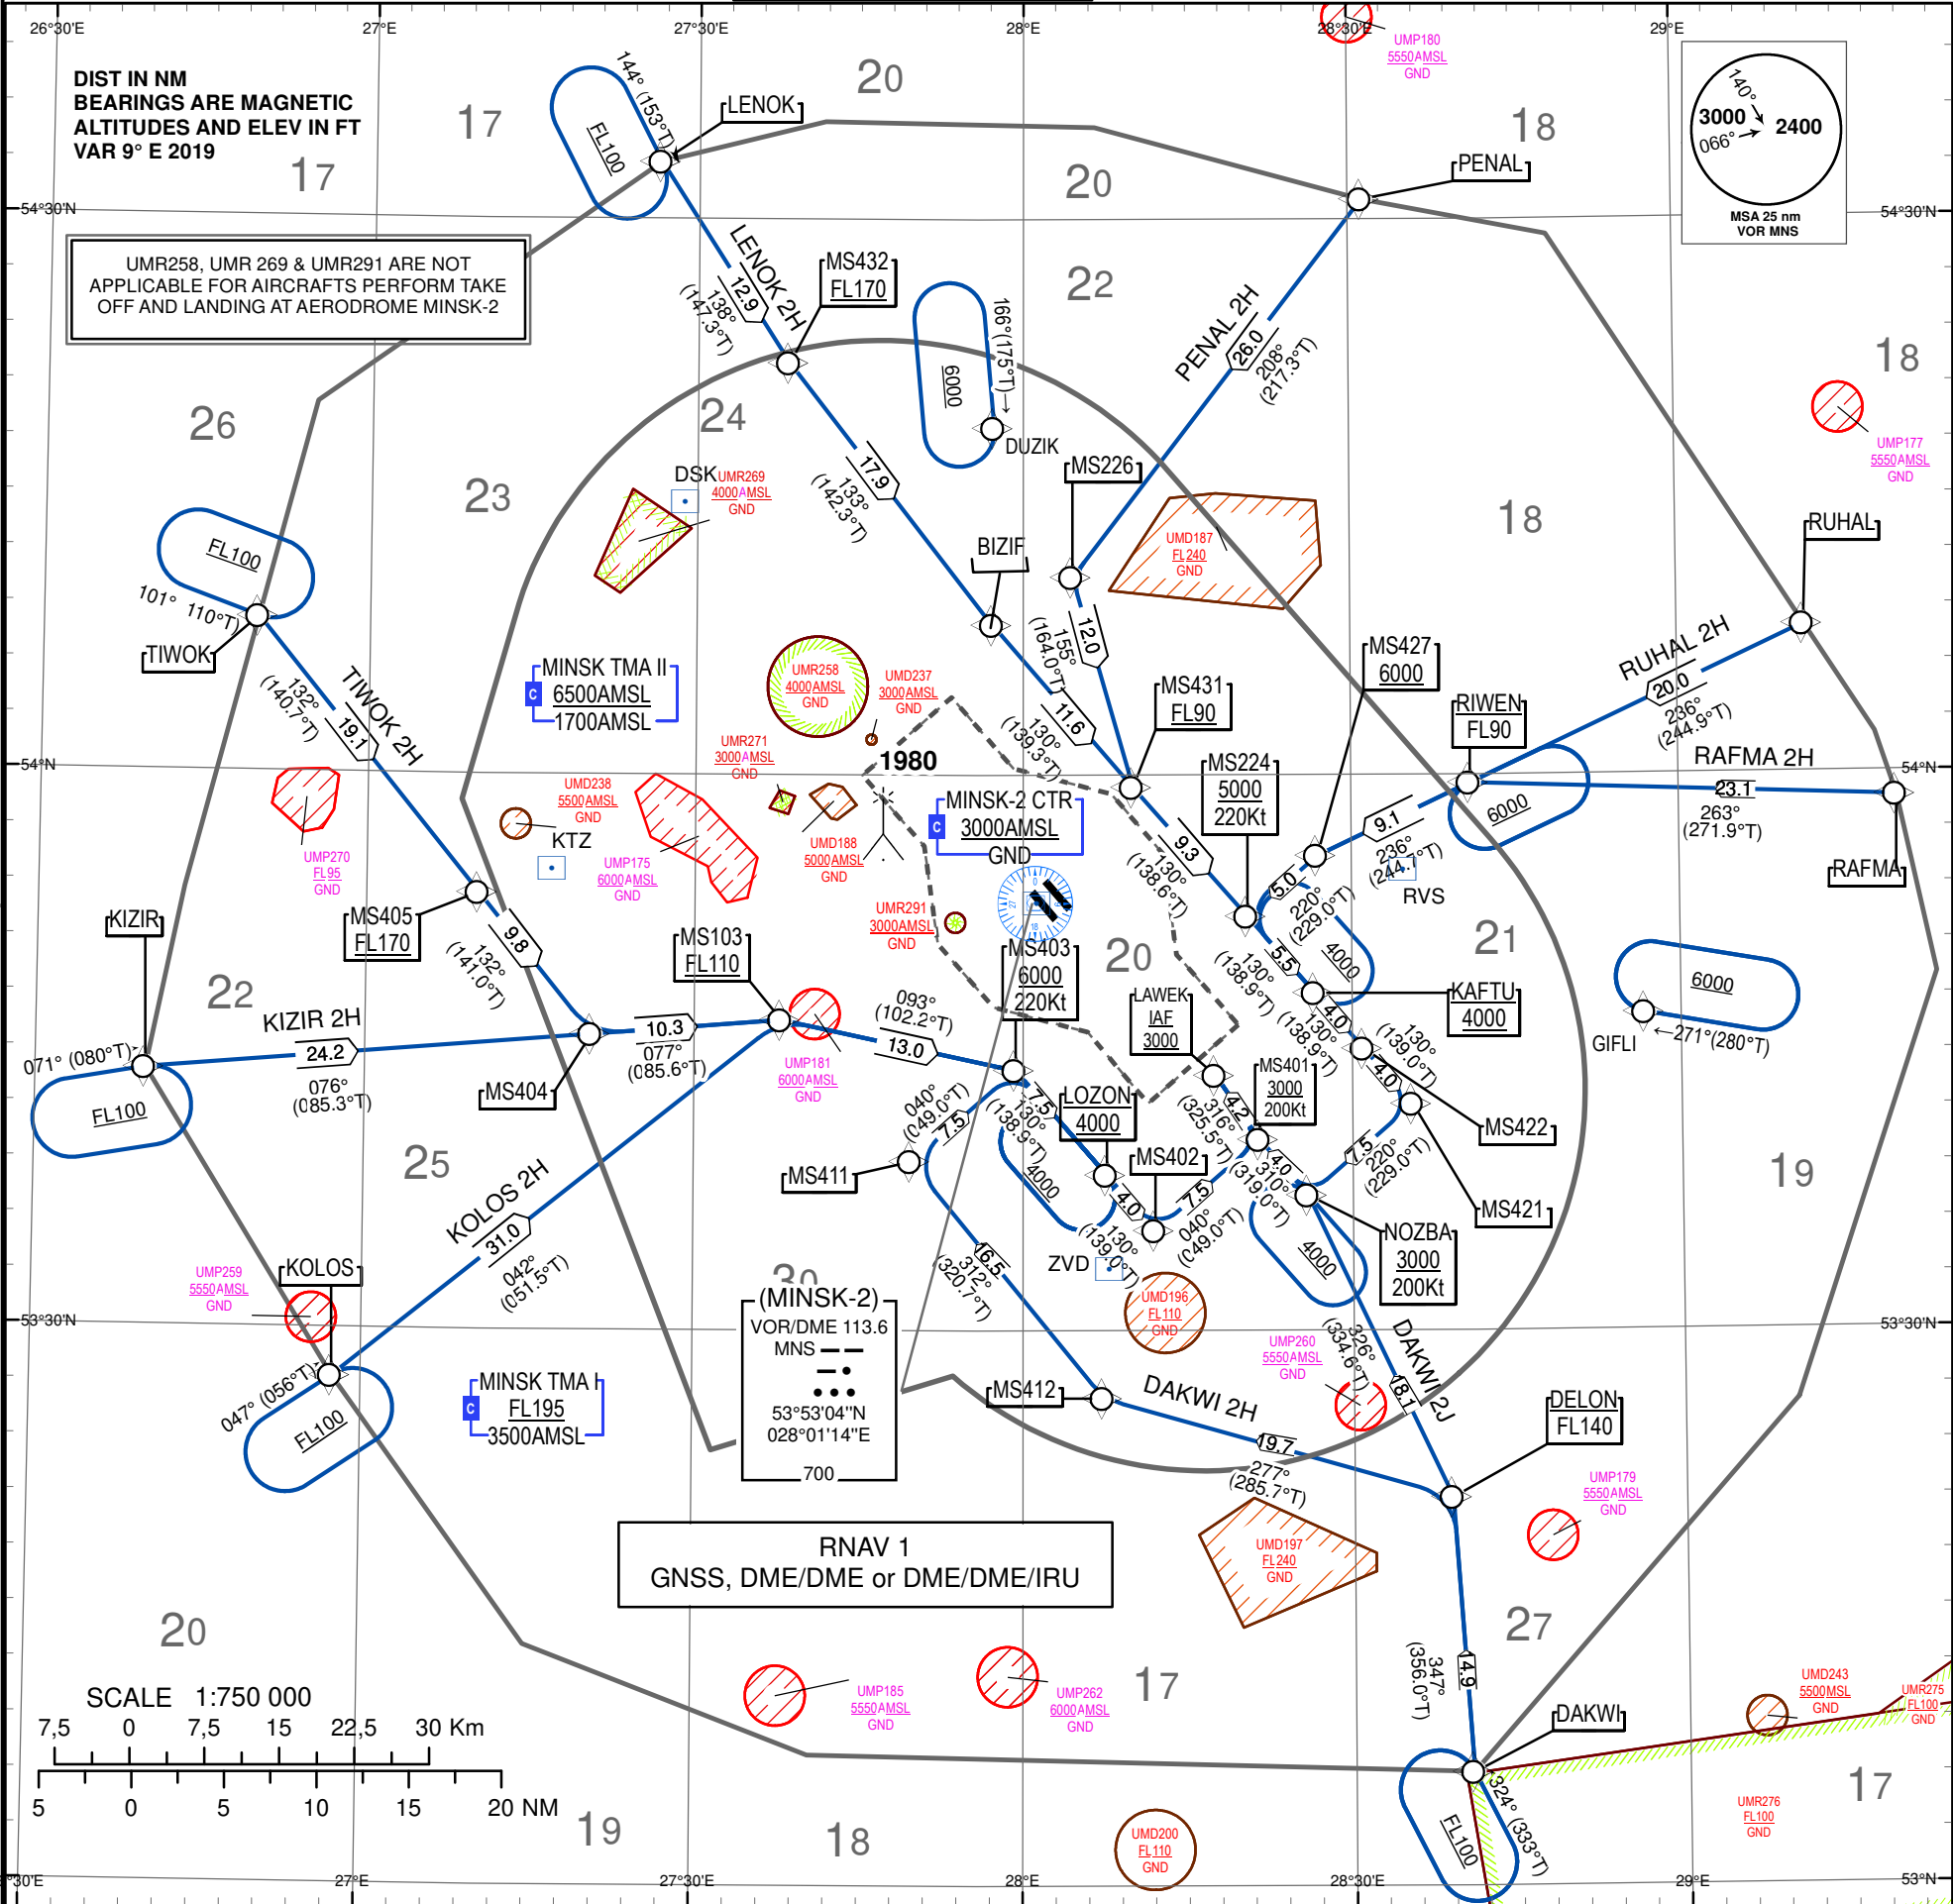 26°30'E
27°E
27°30'E
28°E
28°30'E
29°E
DIST IN NM
BEARINGS ARE MAGNETIC
ALTITUDES AND ELEV IN FT
VAR 9° E 2019
17
17
20
18
20
22
18
54°30'N
54°30'N
UMP180
5550AMSL
GND
140°
3000
2400
066°
MSA 25 nm
VOR MNS
UMR258, UMR 269 & UMR291 ARE NOT
APPLICABLE FOR AIRCRAFTS PERFORM TAKE
OFF AND LANDING AT AERODROME MINSK-2
144° (153°T)
FL100
LENOK
PENAL
LENOK 2H
12.9
138°
(147.3°T)
MS432
FL170
166°(175°T)
6000
DUZIK
PENAL 2H
26.0
208°
(217.3°T)
26
24
23
18
UMP177
5550AMSL
GND
DSK
UMR269
4000AMSL
GND
17.9
133°
(142.3°T)
MS226
BIZIF
UMD187
FL240
GND
RUHAL
FL100
101° 110°T)
TIWOK
TIWOK 2H
132°
(140.7°T)
19.1
MINSK TMA II
C
6500AMSL
1700AMSL
UMR258
4000AMSL
GND
UMD237
3000AMSL
GND
UMR271
3000AMSL
GND
1980
155°
(164.0°T)
12.0
11.6
130°
(139.3°T)
MS431
FL90
MS427
6000
RIWEN
FL90
RUHAL 2H
20.0
236°
(244.9°T)
RAFMA 2H
23.1
263°
(271.9°T)
RAFMA
54°N
54°N
MS224
5000
220Kt
6000
9.1
236°
(244.7°T)
RVS
UMP270
FL95
GND
UMD238
5500AMSL
GND
KTZ
UMP175
6000AMSL
GND
UMD188
5000AMSL
GND
MINSK-2 CTR
C
3000AMSL
GND
9.3
130°
(138.6°T)
5.0
220°
(229.0°T)
4000
5.5
130°
(138.9°T)
21
KIZIR
MS405
FL170
9.8
132°
(141.0°T)
MS103
FL110
UMR291
3000AMSL
GND
MS403
6000
220Kt
20
LAWEK
IAF
3000
KAFTU
4000
4.0
130°
(138.9°T)
130°
(139.0°T)
4.0
MS422
6000
GIFLI
271°(280°T)
22
KIZIR 2H
071° (080°T)
FL100
24.2
076°
(085.3°T)
MS404
10.3
077°
(085.6°T)
UMP181
6000AMSL
GND
093°
(102.2°T)
13.0
040°
(049.0°T)
7.5
MS411
7.5
130°
(138.9°T)
4000
LOZON
4000
MS402
4.0
130°
(139.0°T)
MS401
3000
200Kt
4.2
316°
(325.5°T)
4.0
310°
(319.0°T)
7.5
040°
(049.0°T)
7.5
220°
(229.0°T)
MS421
NOZBA
3000
200Kt
4000
19
25
KOLOS 2H
31.0
042°
(051.5°T)
UMP259
5550AMSL
GND
KOLOS
047° (056°T)
FL100
53°30'N
53°30'N
30
(MINSK-2)
VOR/DME 113.6
MNS
53°53'04"N
028°01'14"E
700
16.5
312°
(320.7°T)
ZVD
UMD196
FL110
GND
UMP260
5550AMSL
GND
326°
(334.6°T)
DAKWI 2J
18.1
MS412
DAKWI 2H
19.7
277°
(285.7°T)
DELON
FL140
MINSK TMA I
C
FL195
3500AMSL
UMP179
5550AMSL
GND
RNAV 1
GNSS, DME/DME or DME/DME/IRU
UMD197
FL240
GND
20
27
17
347°
(356.0°T)
14.9
UMP185
5550AMSL
GND
UMP262
6000AMSL
GND
UMD243
5500MSL
GND
UMR275
FL100
GND
DAKWI
324° (333°T)
FL100
UMR276
FL100
GND
17
SCALE 1:750 000
7,5 0 7,5 15 22,5 30 Km
5 0 5 10 15 20 NM
19
18
UMD200
FL110
GND
°30'E
27°E
27°30'E
28°E
28°30'E
29°E
53°N